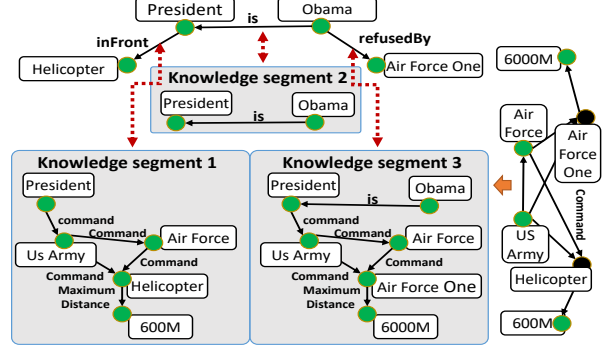 President
is
Obama
inFront
refusedBy
Helicopter
Air Force One
Knowledge segment 2
President
is
Obama
Knowledge segment 1
President
command
Command
Us Army
Air Force
Command
Command
Maximum
Distance
Helicopter
600M
Knowledge segment 3
President
is
Obama
command
Command
Us Army
Air Force
Command
Command
Maximum
Distance
Air Force One
6000M
6000M
Air
Force
Air
Force
One
Command
US
Army
Helicopter
600M